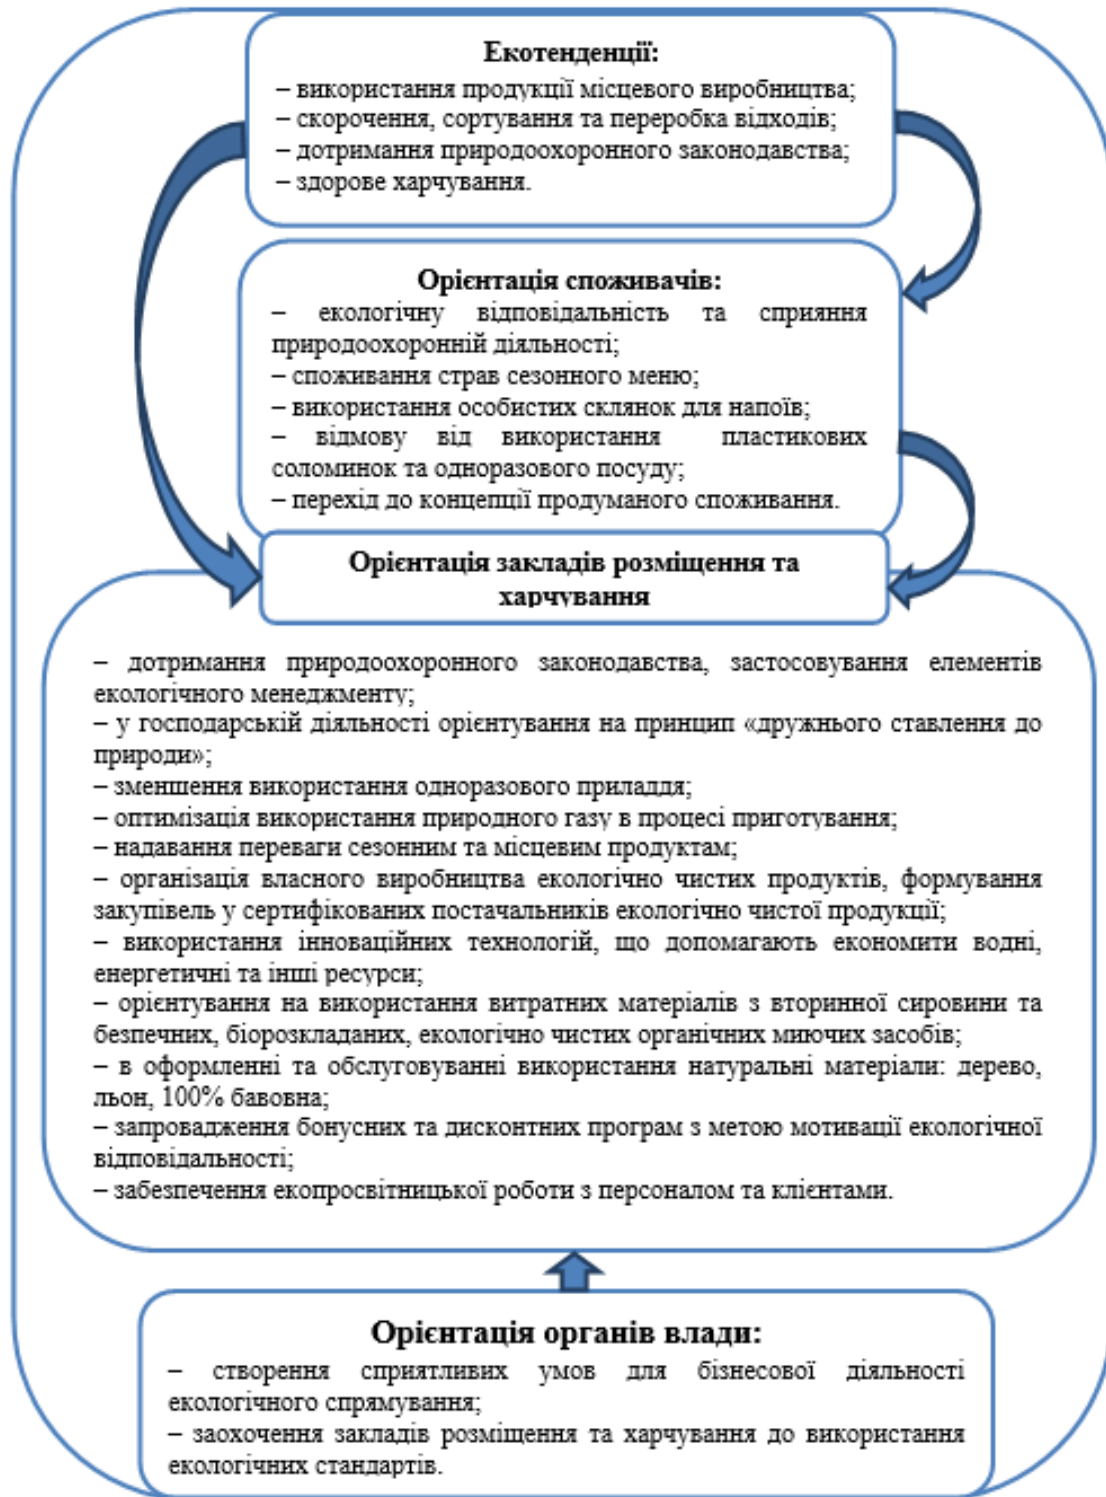 Екотенденції:
– використання продукції місцевого виробництва;
– скорочення, сортування та переробка відходів;
– дотримання природоохоронного законодавства;
– здорове харчування.
Орієнтація споживачів:
– екологічну відповідальність та сприяння
природоохоронній діяльності;
– споживання страв сезонного меню;
– використання особистих склянок для напоїв;
– відмову від використання пластикових
соломинок та одноразового посуду;
– перехід до концепції продуманого споживання.
Орієнтація закладів розміщення та
харчування
– дотримання природоохоронного законодавства, застосовування елементів
екологічного менеджменту;
– у господарській діяльності орієнтування на принцип «дружнього ставлення до
природи»;
– зменшення використання одноразового приладдя;
– оптимізація використання природного газу в процесі приготування;
– надавання переваги сезонним та місцевим продуктам;
– організація власного виробництва екологічно чистих продуктів, формування
закупівель у сертифікованих постачальників екологічно чистої продукції;
– використання інноваційних технологій, що допомагають економити водні,
енергетичні та інші ресурси;
– орієнтування на використання витратних матеріалів з вторинної сировини та
безпечних, біорозкладаних, екологічно чистих органічних миючих засобів;
– в оформленні та обслуговуванні використання натуральні матеріали: дерево,
льон, 100% бавовна;
– запровадження бонусних та дисконтних програм з метою мотивації екологічної
відповідальності;
– забезпечення екопросвітницької роботи з персоналом та клієнтами.
Орієнтація органів влади:
– створення сприятливих умов для бізнесової діяльності
екологічного спрямування;
– заохочення закладів розміщення та харчування до використання
екологічних стандартів.